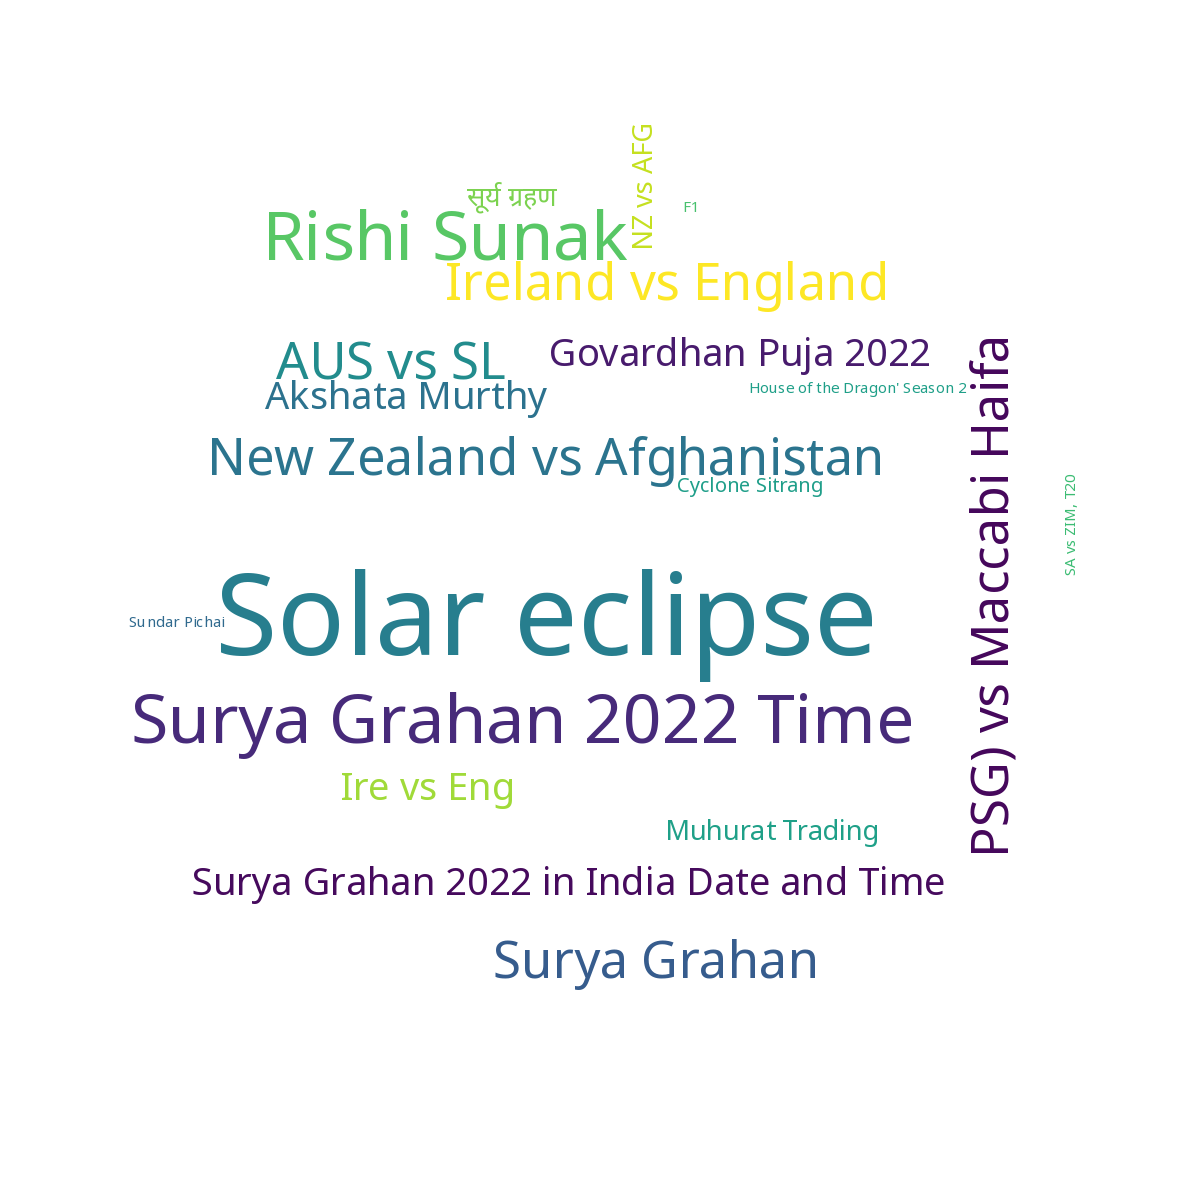 NZ vs AFG
सूर्य ग्रहण
F1
Rishi Sunak
Ireland vs England
AUS vs SL
Govardhan Puja 2022
Akshata Murthy
House of the Dragon' Season 2
PSG) vs Maccabi Haifa
New Zealand vs Afghanistan
Cyclone Sitrang
SA vs ZIM, T20
Solar eclipse
Sundar Pichai
Surya Grahan 2022 Time
Ire vs Eng
Muhurat Trading
Surya Grahan 2022 in India Date and Time
Surya Grahan